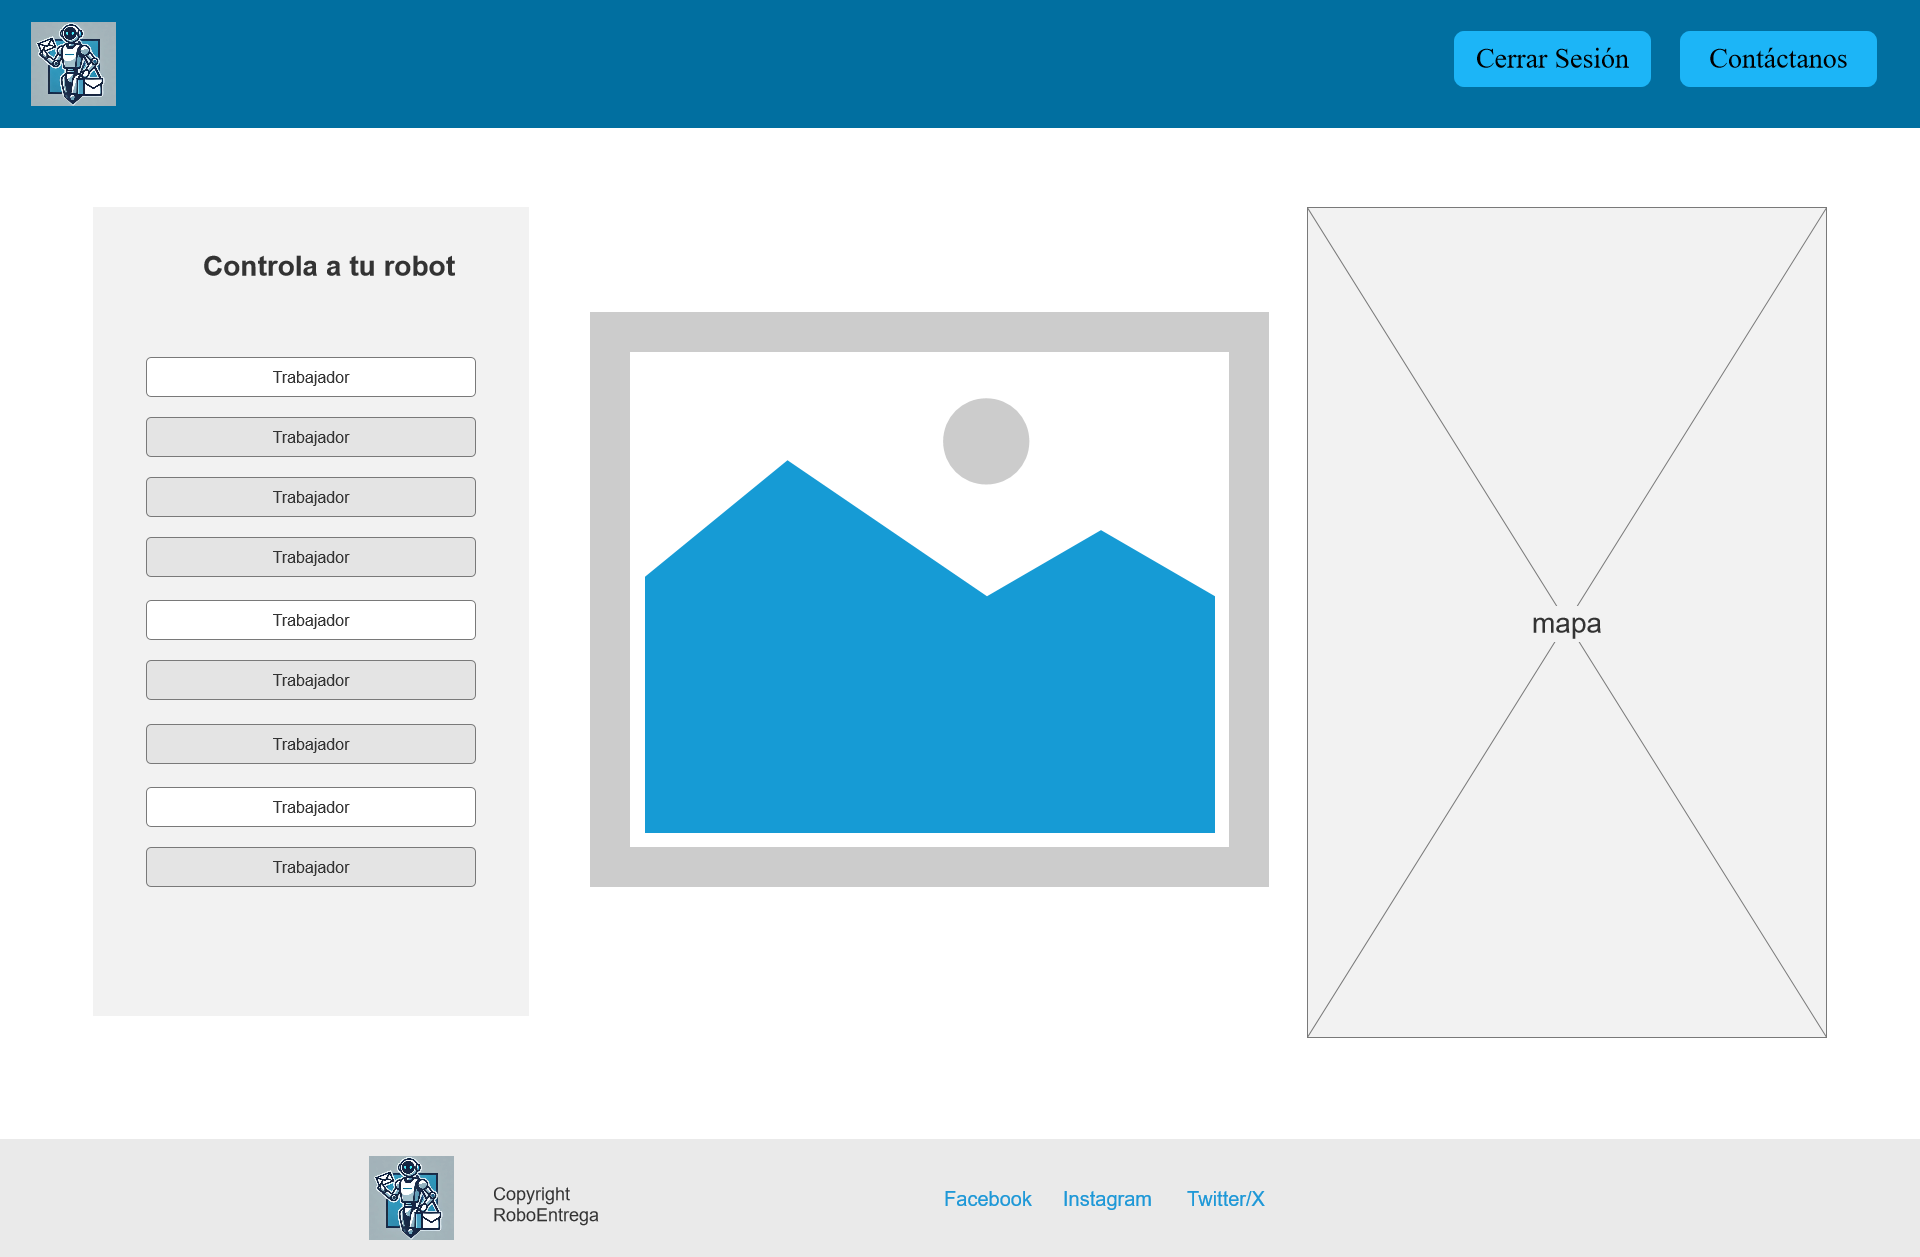 Cerrar Sesión
Contáctanos
Controla a tu robot
Trabajador
Trabajador
Trabajador
Trabajador
Trabajador
Trabajador
Trabajador
Trabajador
Trabajador
mapa
Copyright
RoboEntrega
Facebook
Instagram
Twitter/X